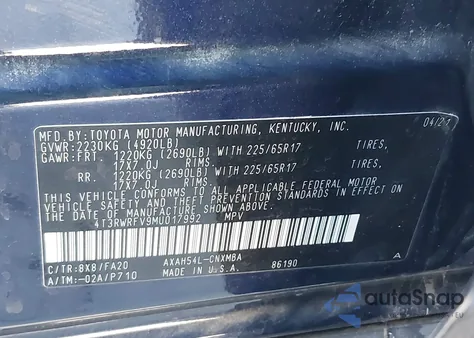 MFD. BY: TOYOTA MOTOR MANUFACTURING, KENTUCKY, INC. 04/21
GVWR: 2230KG (4920LB)
GAWR: FRT. 1220KG (2690LB) WITH 225/65R17 TIRES,
17X7.0J RIMS.
RR. 1220KG (2690LB) WITH 225/65R17 TIRES,
17X7.0J RIMS.
THIS VEHICLE CONFORMS TO ALL APPLICABLE FEDERAL MOTOR
VEHICLE SAFETY AND THEFT PREVENTION STANDARDS IN EFFECT
ON THE DATE OF MANUFACTURE SHOWN ABOVE.
4T3RWRFV9MU017992 MPV
C/TR: 8X8/FA20 AXAH54L-CNXMBA A
A/TM: -02A/P710 MADE IN U.S.A. 86190
autoSnap